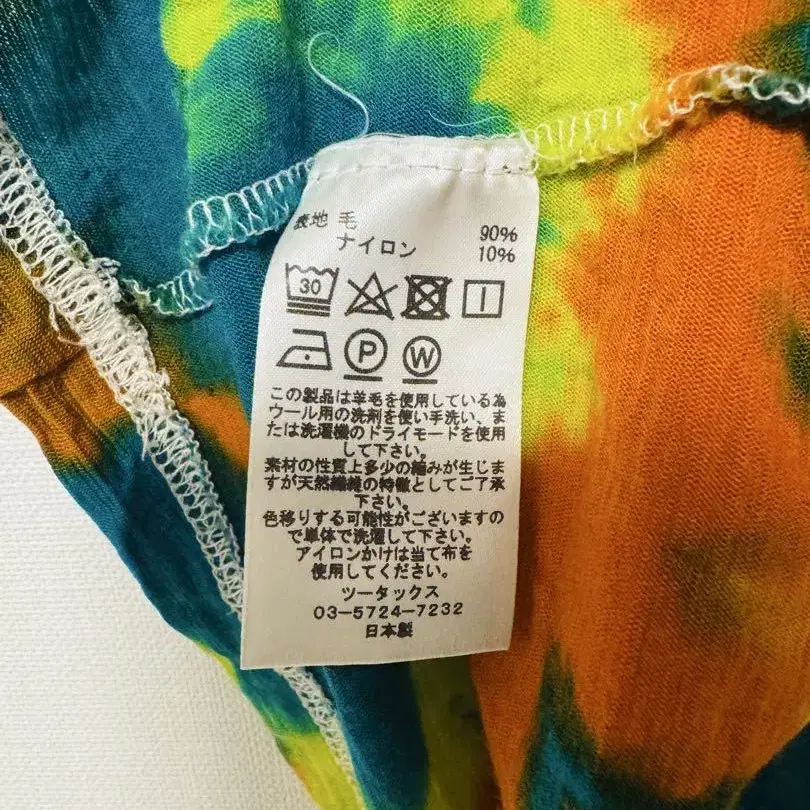 表地 毛 90%
ナイロン 10%
30
P W
この製品は羊毛を使用している為
ウール用の洗剤を使い手洗い、ま
たは洗濯機のドライモードを使用
して下さい。
素材の性質上多少の縮みが生じま
すが天然繊維の特徴としてご了承
下さい。
色移りする可能性がございますの
で単体で洗濯して下さい。
アイロンかけは当て布を
使用してください。
ツータックス
03-5724-7232
日本製